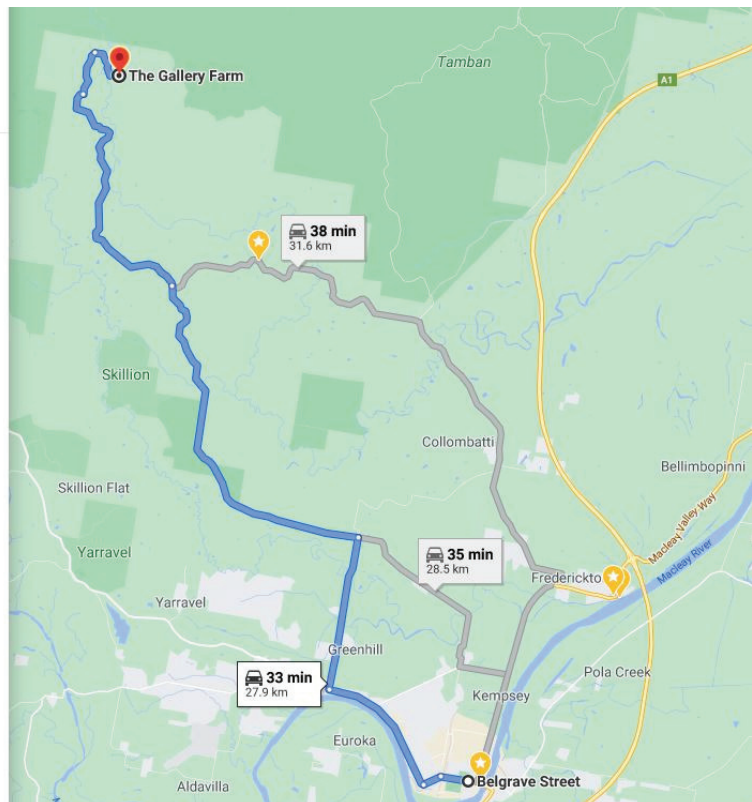 Tamban
A1
The Gallery Farm
38 min
31.6 km
Skillion
Collombatti
Bellimbopinni
Skillion Flat
Macleay Valley Way
Yarravel
35 min
28.5 km
Frederickto
Macleay River
Yarravel
Greenhill
33 min
27.9 km
Pola Creek
Kempsey
Euroka
Aldavilla
Belgrave Street